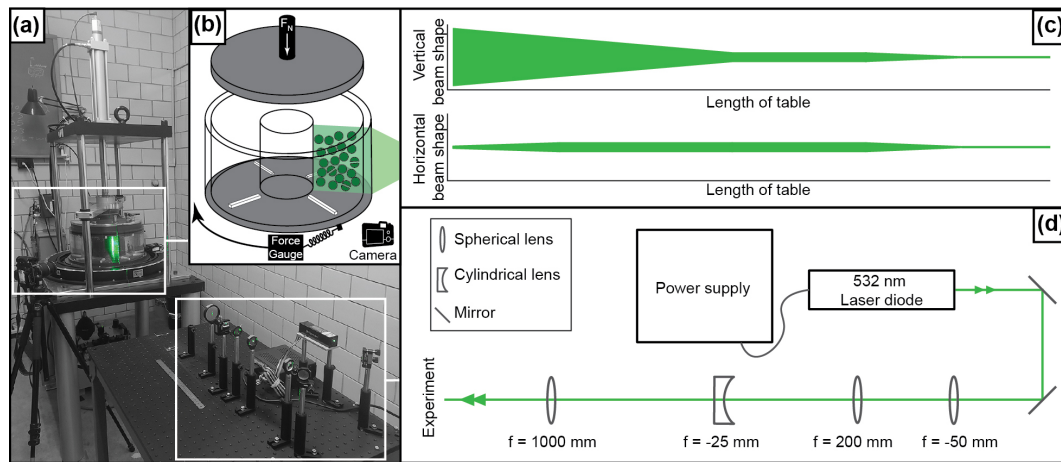 (a)
(b)
F_N
Force
Gauge
Camera
(c)
Vertical
beam shape
Length of table
Horizontal
beam shape
Length of table
(d)
Spherical lens
Cylindrical lens
Mirror
Power supply
532 nm
Laser diode
Experiment
f = 1000 mm
f = -25 mm
f = 200 mm
f = -50 mm